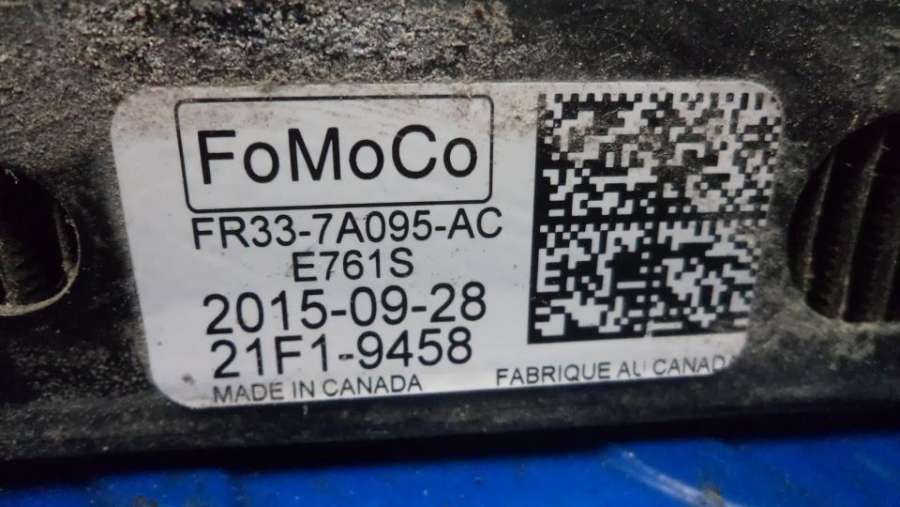 FoMoCo
FR33-7A095-AC
E761S
2015-09-28
21F1-9458
MADE IN CANADA
FABRIQUE AU CANADA